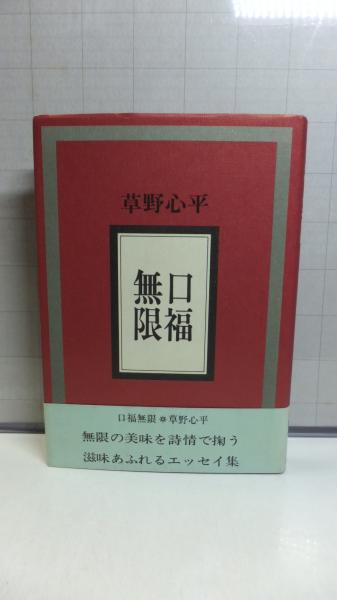 草野心平
口福
無限
口福無限✽草野心平
無限の美味を詩情で掬う
滋味あふれるエッセイ集